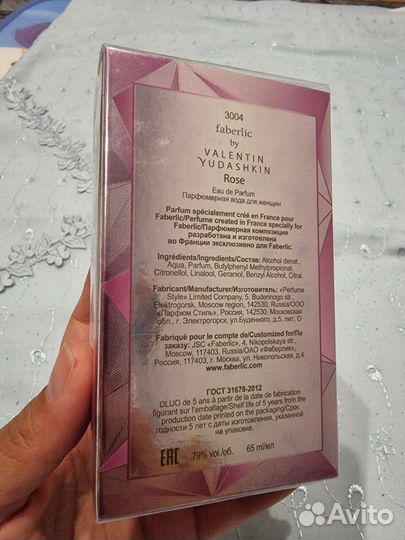 3004
faberlic
by
VALENTIN
YUDASHKIN
Rose
Eau de Parfum
Парфюмерная вода для женщин
Parfum spécialement créé en France pour
Faberlic/Perfume created in France specially for
Faberlic/Парфюмерная композиция
разработана и изготовлена
во Франции эксклюзивно для Faberlic.
Ingrédients/Ingredients/Состав: Alcohol denat.,
Aqua, Parfum, Butylphenyl Methylpropional,
Citronellol, Linalool, Geraniol, Benzyl Alcohol, Citral.
Fabricant/Manufacturer/Изготовитель: «Perfume
Style» Limited Company, 5, Budennogo str.,
Elektrogorsk, Moscow region, 142530, Russia/ООО
«Парфюм Стиль», Россия, 142530, Московская
обл., г. Электрогорск, ул.Буденного, д.5, лит. О
Fabriqué pour le compte de/Customized for/По
заказу: JSC «Faberlic», 4, Nikopolskaya str.,
Moscow, 117403, Russia/ОАО «Фаберлик»,
Россия, 117403, г. Москва, ул. Никопольская, д.4
www.faberlic.com
ГОСТ 31678-2012
DLUO de 5 ans à partir de la date de fabrication
figurant sur l'emballage/Shelf life of 5 years from the
production date printed on the packaging/Срок
годности 5 лет с даты изготовления, указанной
на упаковке.
EAC
79% vol./об.
65 ml/мл
Avito